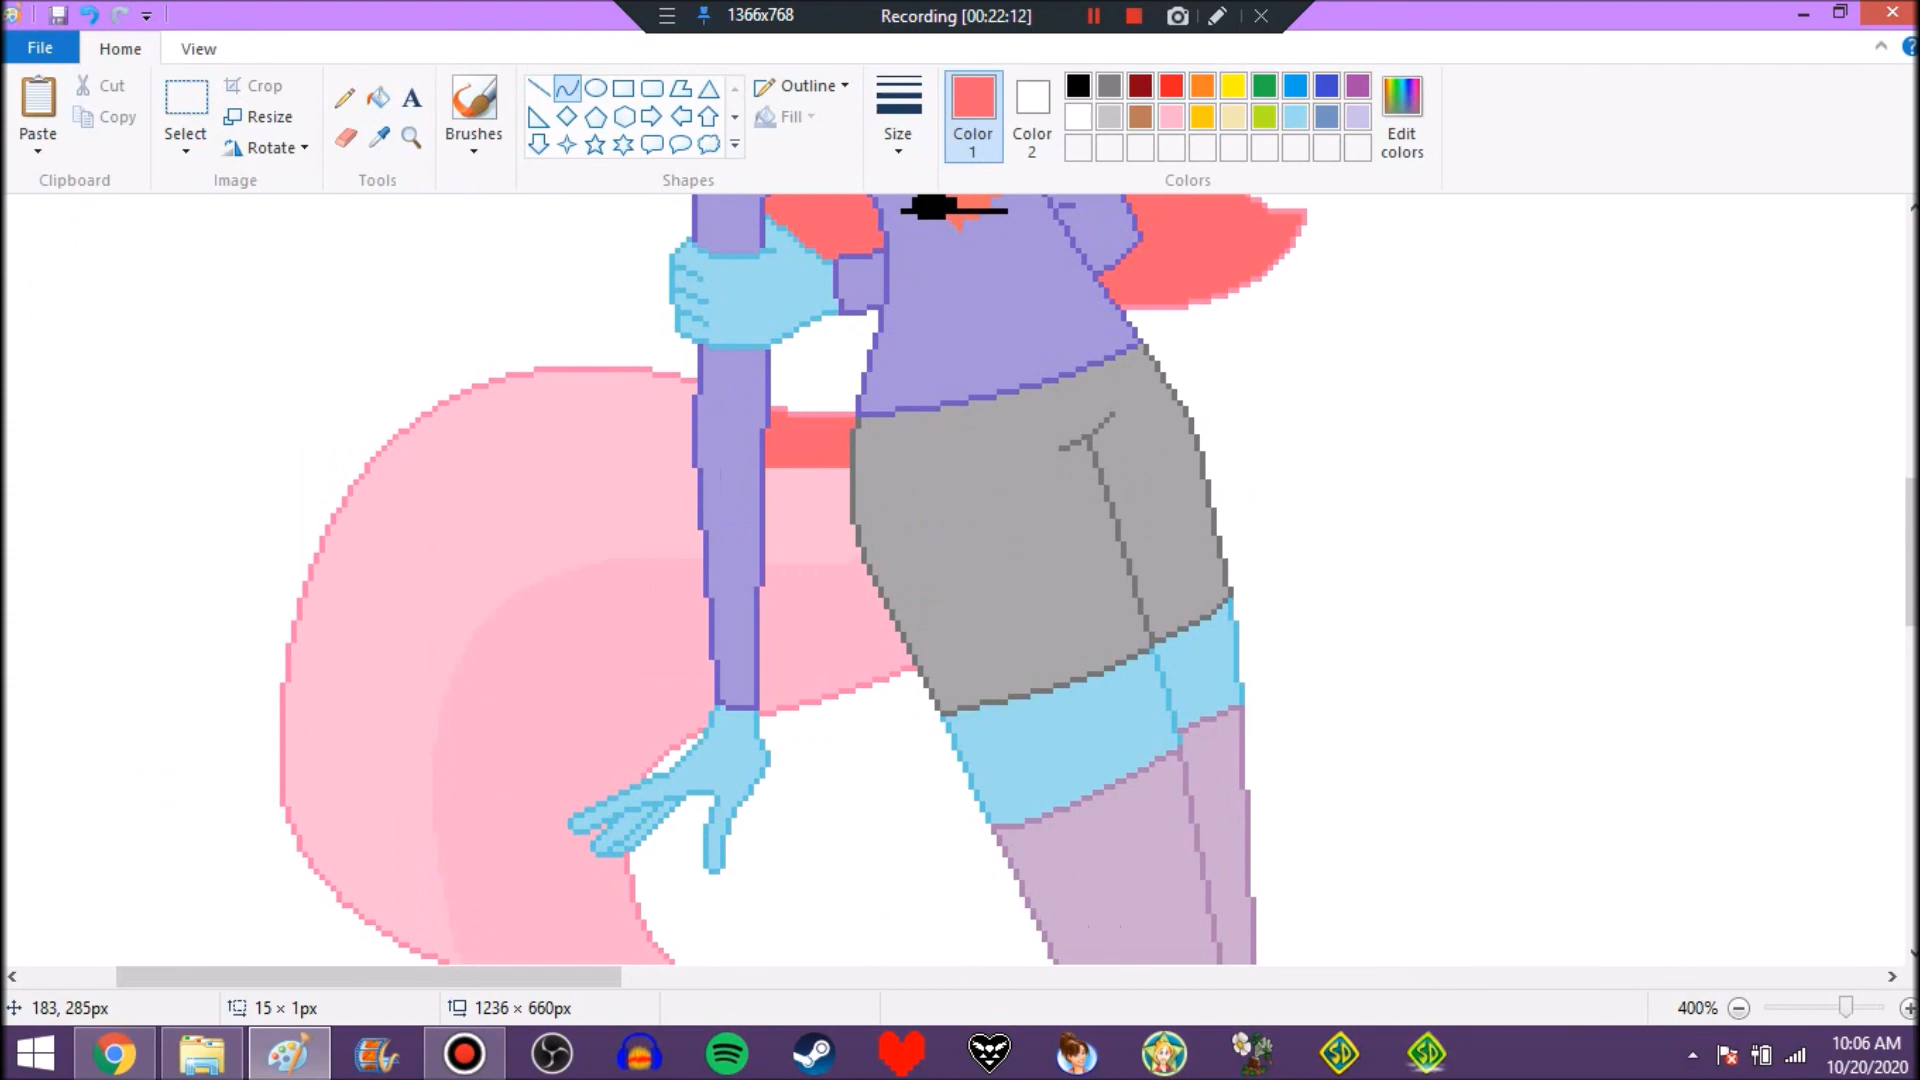 1366x768
Recording [00:22:12]
File
Home
View
Paste
Cut
Copy
Clipboard
Select
Crop
Resize
Rotate
Image
A
Tools
Brushes
Outline
Fill
Shapes
Size
Color 1
Color 2
Edit colors
Colors
183, 285px
15 × 1px
1236 × 660px
400%
SD
SD
10:06 AM
10/20/2020